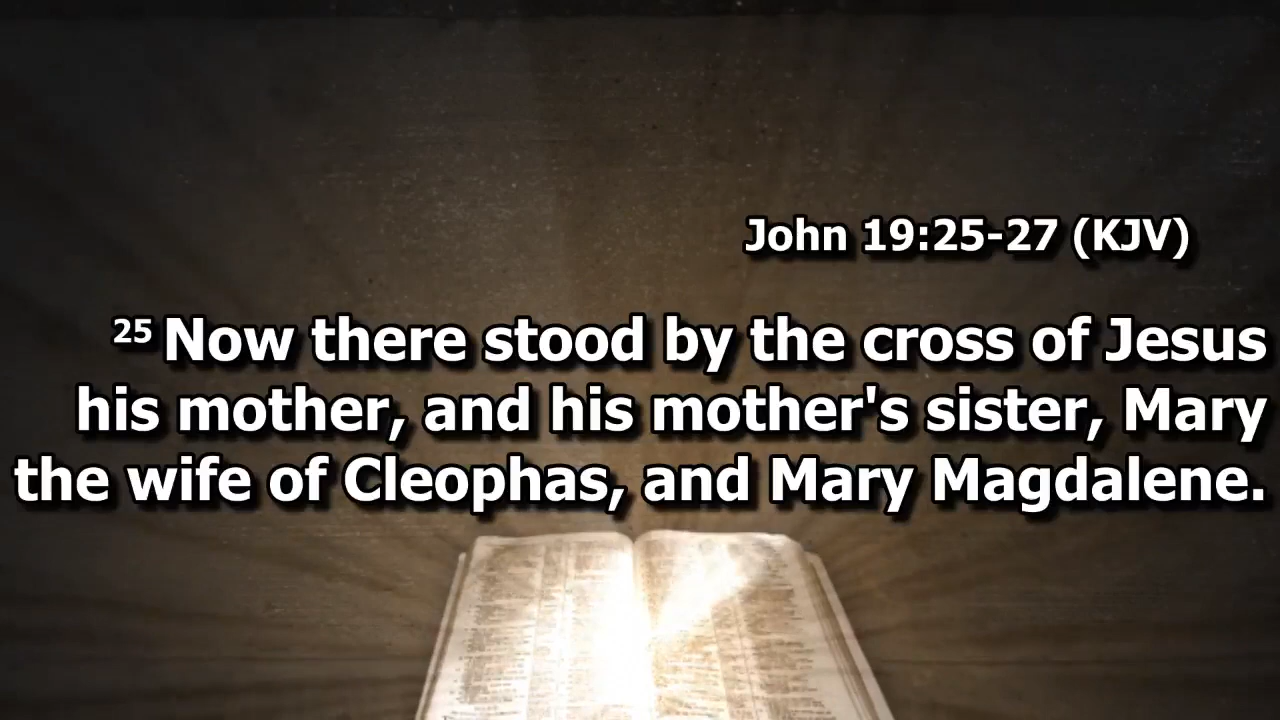 John 19:25-27 (KJV)
25 Now there stood by the cross of Jesus
his mother, and his mother's sister, Mary
the wife of Cleophas, and Mary Magdalene.